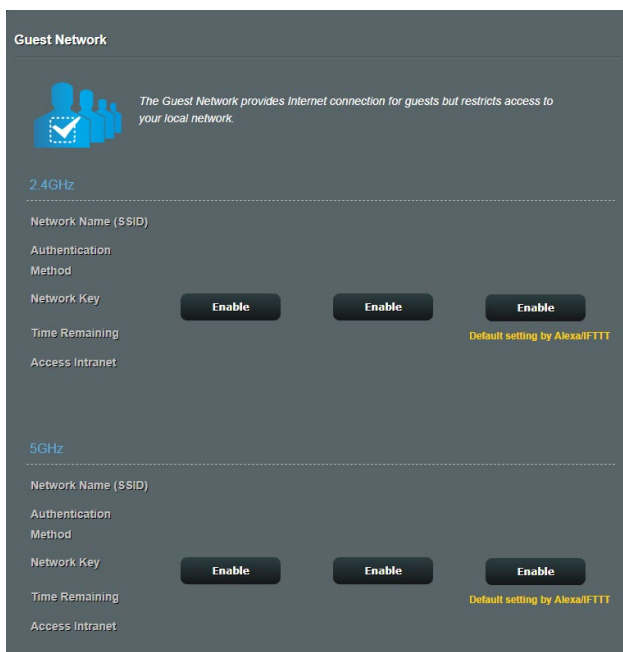 Guest Network
The Guest Network provides Internet connection for guests but restricts access to
your local network.
2.4GHz
Network Name (SSID)
Authentication
Method
Network Key
Enable
Enable
Enable
Time Remaining
Default setting by Alexa/IFTTT
Access Intranet
5GHz
Network Name (SSID)
Authentication
Method
Network Key
Enable
Enable
Enable
Time Remaining
Default setting by Alexa/IFTTT
Access Intranet